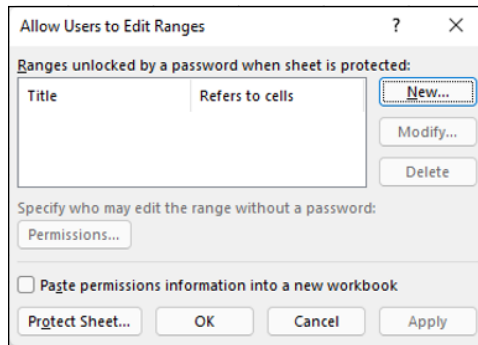 Allow Users to Edit Ranges ? ×
Ranges unlocked by a password when sheet is protected:
Title Refers to cells New...
Modify...
Delete
Specify who may edit the range without a password:
Permissions...
Paste permissions information into a new workbook
Protect Sheet... OK Cancel Apply